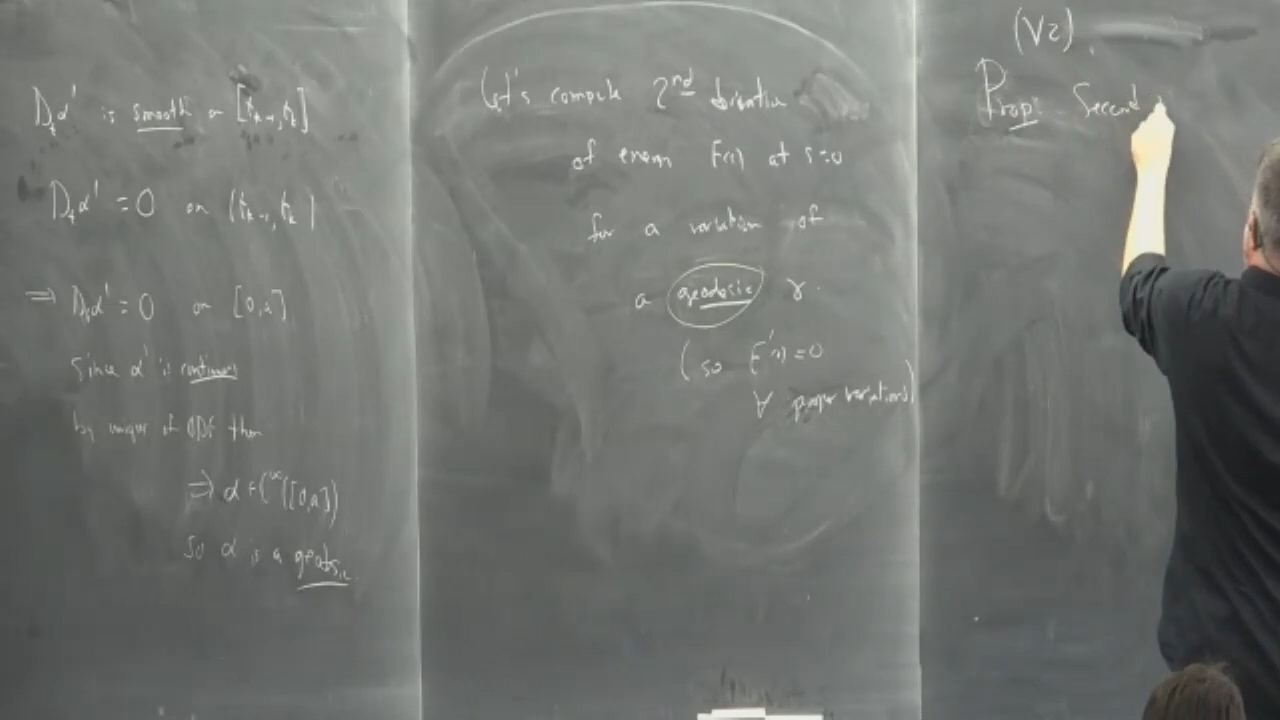 D_t α' is smooth on [t_{k-1}, t_k]
D_t α' = 0 on (t_{k-1}, t_k)
⇒ D_t α' = 0 on [0,a]
Since α' is continuous
by uniqu of ODE thm
⇒ α ∈ C^∞([0,a])
So α is a geodesic
Let's compute 2nd derivative
of energy E(s) at s=0
for a variation of
a geodesic γ.
(so E'(0)=0
∀ proper variations)
(V2).
Prop: Second